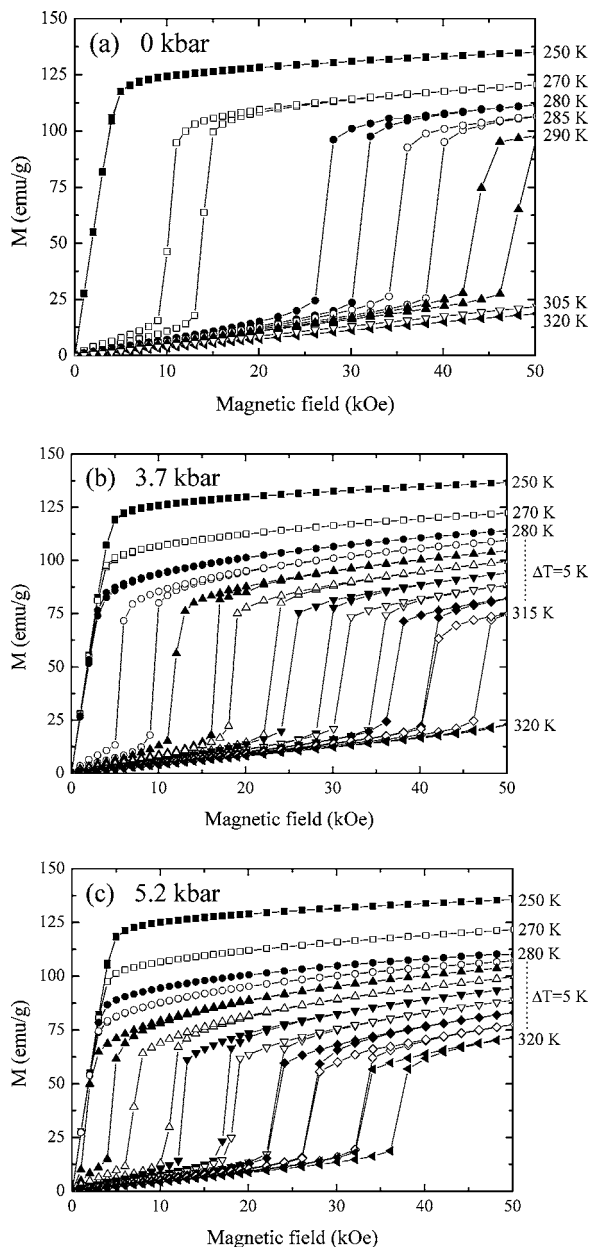 (a) 0 kbar
M (emu/g)
150
125
100
75
50
25
0
250 K
270 K
280 K
285 K
290 K
305 K
320 K
0 10 20 30 40 50
Magnetic field (kOe)
(b) 3.7 kbar
M (emu/g)
150
125
100
75
50
25
0
250 K
270 K
280 K
ΔT=5 K
315 K
320 K
0 10 20 30 40 50
Magnetic field (kOe)
(c) 5.2 kbar
M (emu/g)
150
125
100
75
50
25
0
250 K
270 K
280 K
ΔT=5 K
320 K
0 10 20 30 40 50
Magnetic field (kOe)